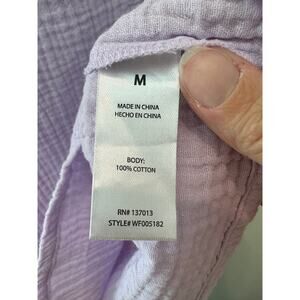 M
MADE IN CHINA
HECHO EN CHINA
BODY:
100% COTTON
RN# 137013
STYLE# WF005182